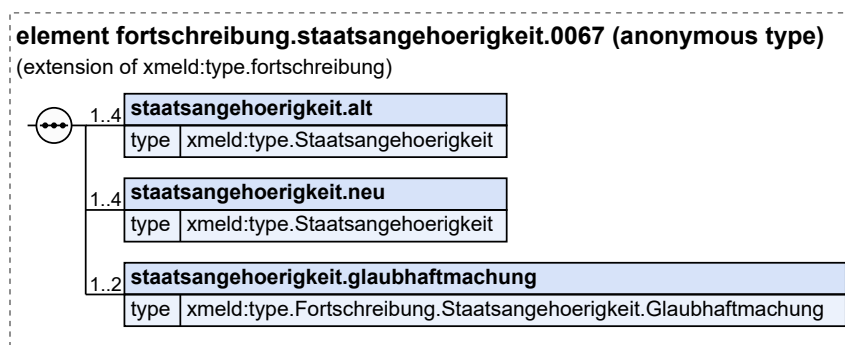 element fortschreibung.staatsangehoerigkeit.0067 (anonymous type)
(extension of xmeld:type.fortschreibung)
1..4 staatsangehoerigkeit.alt
type xmeld:type.Staatsangehoerigkeit
1..4 staatsangehoerigkeit.neu
type xmeld:type.Staatsangehoerigkeit
1..2 staatsangehoerigkeit.glaubhaftmachung
type xmeld:type.Fortschreibung.Staatsangehoerigkeit.Glaubhaftmachung